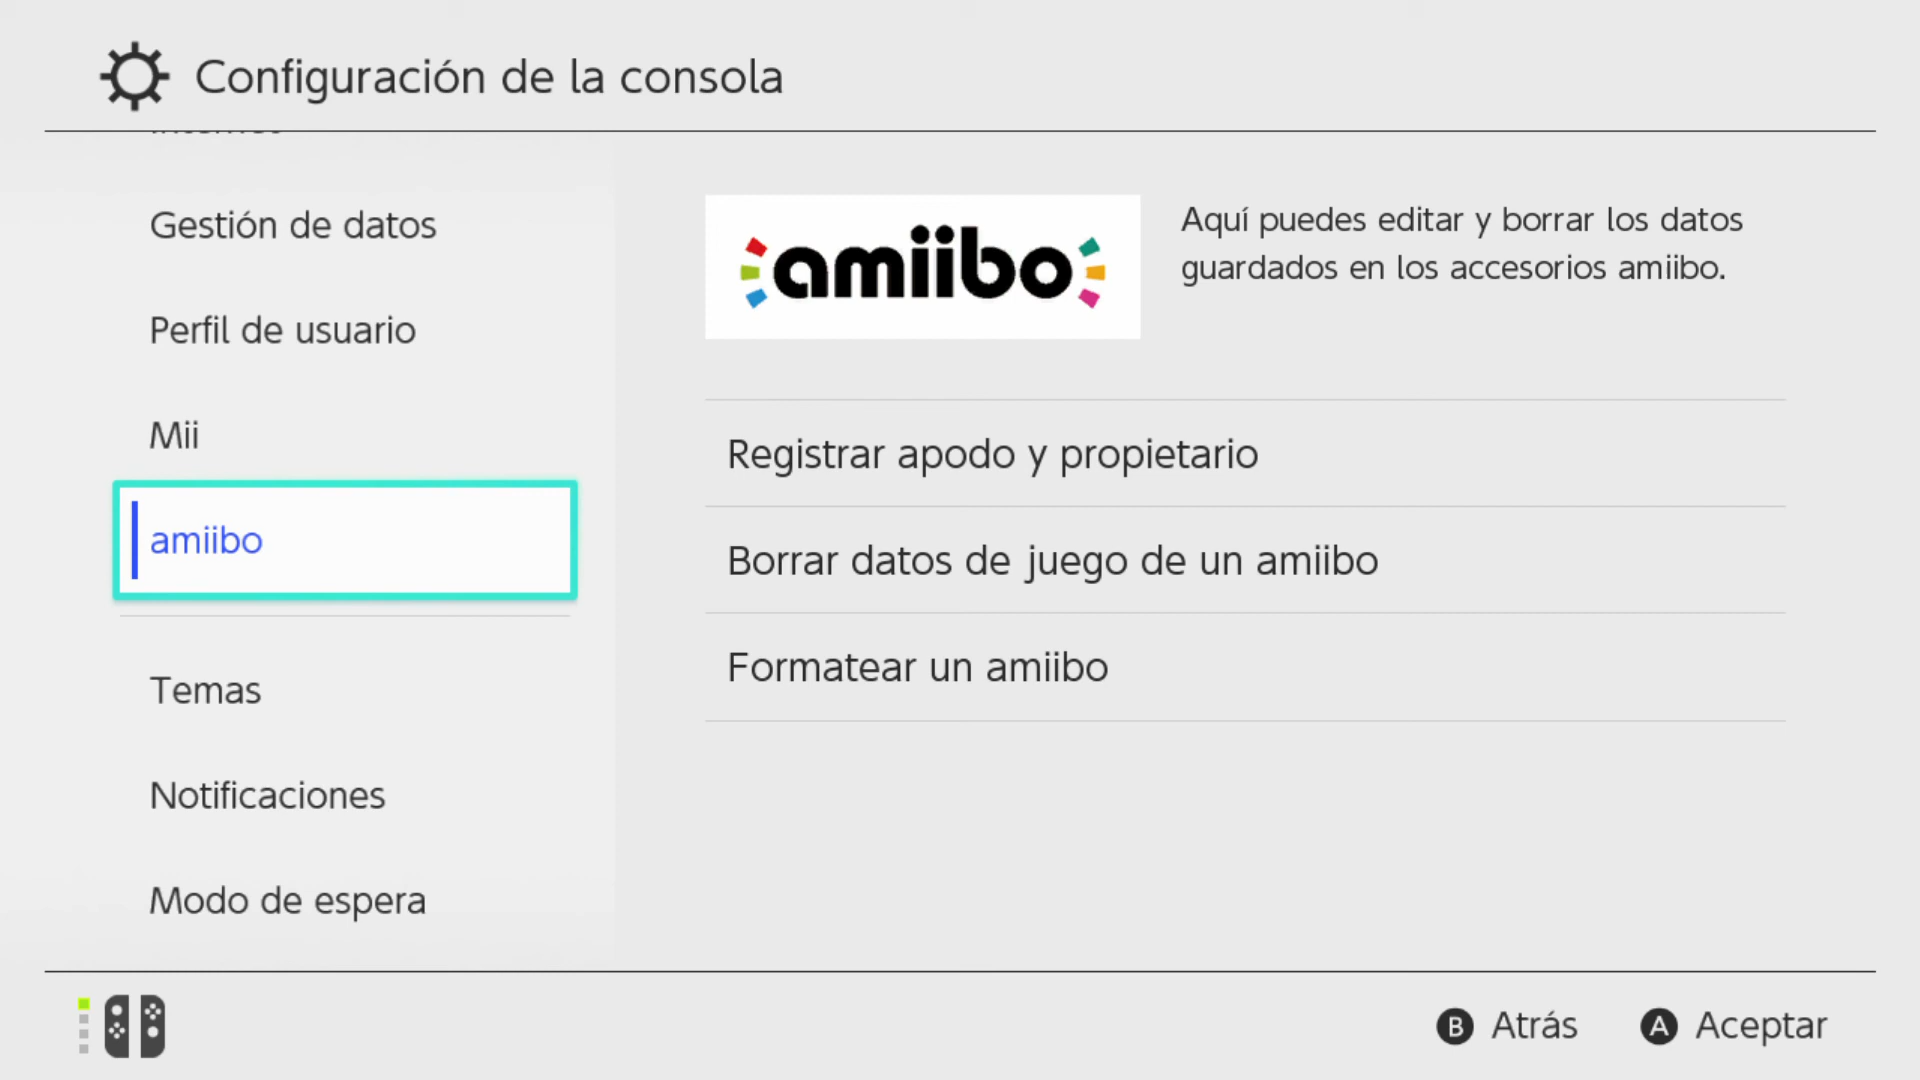 Configuración de la consola
Gestión de datos
Perfil de usuario
Mii
amiibo
Temas
Notificaciones
Modo de espera
amiibo
Aquí puedes editar y borrar los datos
guardados en los accesorios amiibo.
Registrar apodo y propietario
Borrar datos de juego de un amiibo
Formatear un amiibo
B Atrás
A Aceptar